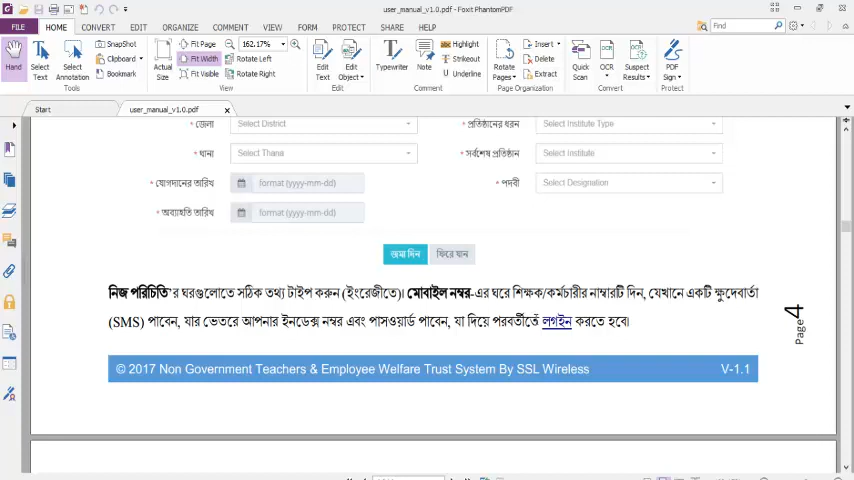 user_manual_v1.0.pdf - Foxit PhantomPDF
FILE HOME CONVERT EDIT ORGANIZE COMMENT VIEW FORM PROTECT SHARE HELP Find
SnapShot Fit Page 162.17% Highlight Insert
Clipboard Fit Width Rotate Left Strikeout Delete
Bookmark Fit Visible Rotate Right Underline Extract
Hand Select Text Select Annotation Actual Size Edit Text Edit Object Typewriter Note Rotate Pages Quick Scan OCR Suspect Results PDF Sign
Tools View Edit Comment Page Organization Convert Protect
Start user_manual_v1.0.pdf
* জেলা Select District * প্রতিষ্ঠানের ধরন Select Institute Type
* থানা Select Thana * সর্বশেষ প্রতিষ্ঠান Select Institute
* যোগদানের তারিখ format (yyyy-mm-dd) * পদবী Select Designation
* অব্যাহতি তারিখ format (yyyy-mm-dd)
জমা দিন ফিরে যান
নিজ পরিচিতি'র ঘরগুলোতে সঠিক তথ্য টাইপ করুন (ইংরেজীতে)। মোবাইল নম্বর-এর ঘরে শিক্ষক/কর্মচারীর নাম্বারটি দিন, যেখানে একটি ক্ষুদেবার্তা
(SMS) পাবেন, যার ভেতরে আপনার ইনডেক্স নম্বর এবং পাসওয়ার্ড পাবেন, যা দিয়ে পরবর্তীতেঁ লগইন করতে হবে।
Page 4
© 2017 Non Government Teachers & Employee Welfare Trust System By SSL Wireless V-1.1